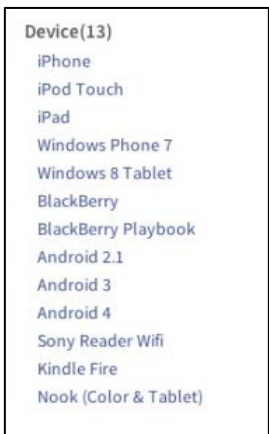 Device(13)
iPhone
iPod Touch
iPad
Windows Phone 7
Windows 8 Tablet
BlackBerry
BlackBerry Playbook
Android 2.1
Android 3
Android 4
Sony Reader Wifi
Kindle Fire
Nook (Color & Tablet)